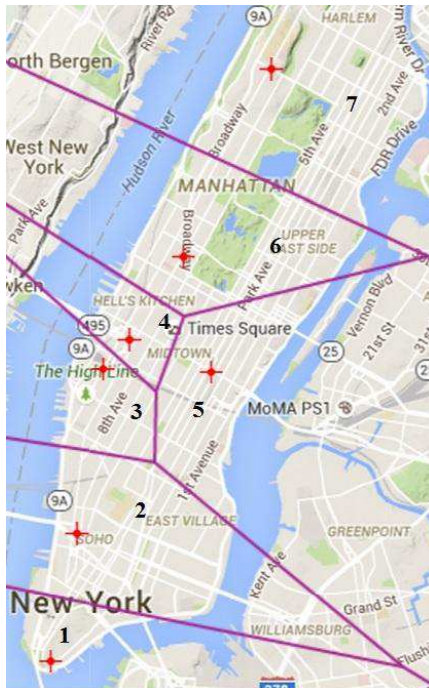 9A
River Rd
HARLEM
orth Bergen
7
2nd Ave
Broadway
5th Ave
FDR Drive
West New
York
Hudson River
MANHATTAN
Park Ave
Broadway
6
UPPER
EAST SIDE
Park Ave
HELL'S KITCHEN
4
Times Square
495
Vernon Blvd
21st St
9A
MIDTOWN
25
The High Line
3
8th Ave
5
MoMA PS1
1st Avenue
2
9A
EAST VILLAGE
SOHO
GREENPOINT
Kent Ave
New York
Grand St
1
WILLIAMSBURG
Flushi
278